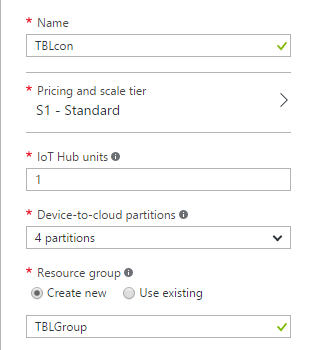 * Name
TBLcon
* Pricing and scale tier
S1 - Standard
* IoT Hub units
1
* Device-to-cloud partitions
4 partitions
* Resource group
Create new Use existing
TBLGroup